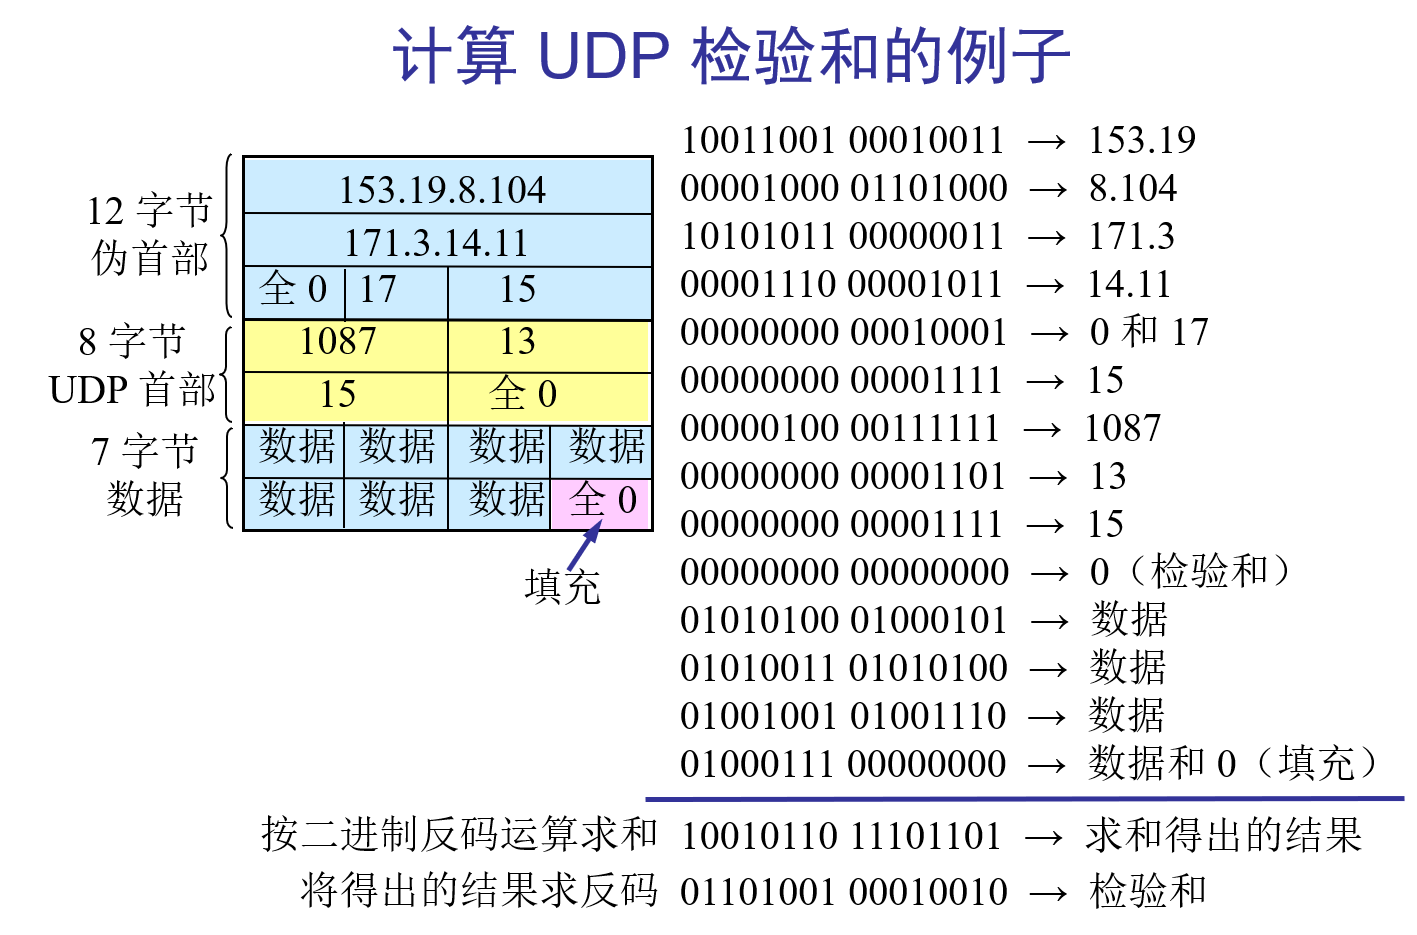 计算 UDP 检验和的例子
12 字节
伪首部
8 字节
UDP 首部
7 字节
数据
153.19.8.104
171.3.14.11
全 0 17 15
1087 13
15 全 0
数据 数据 数据 数据
数据 数据 数据 全 0
填充
10011001 00010011 → 153.19
00001000 01101000 → 8.104
10101011 00000011 → 171.3
00001110 00001011 → 14.11
00000000 00010001 → 0 和 17
00000000 00001111 → 15
00000100 00111111 → 1087
00000000 00001101 → 13
00000000 00001111 → 15
00000000 00000000 → 0（检验和）
01010100 01000101 → 数据
01010011 01010100 → 数据
01001001 01001110 → 数据
01000111 00000000 → 数据和 0（填充）
按二进制反码运算求和 10010110 11101101 → 求和得出的结果
将得出的结果求反码 01101001 00010010 → 检验和